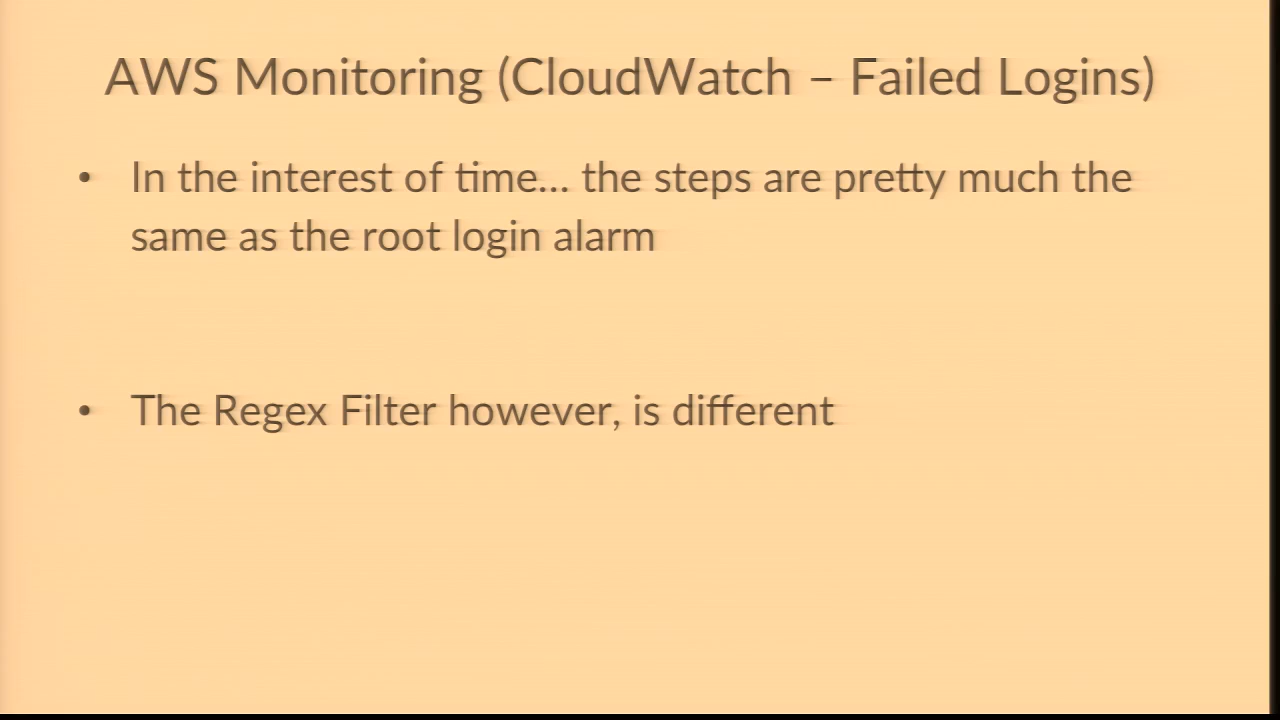 AWS Monitoring (CloudWatch – Failed Logins)
• In the interest of time... the steps are pretty much the
same as the root login alarm
• The Regex Filter however, is different